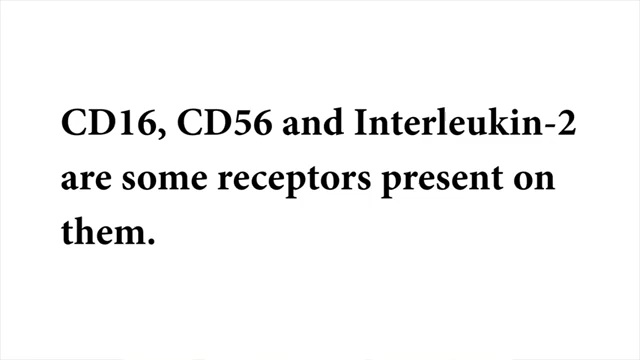 CD16, CD56 and Interleukin-2
are some receptors present on
them.